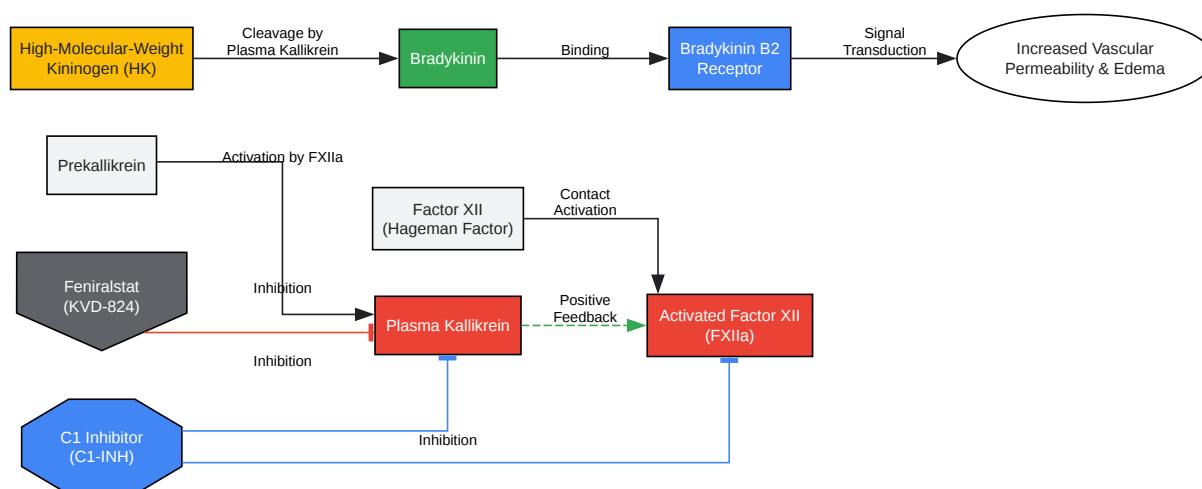 Cleavage by
Plasma Kallikrein
Signal
Transduction
High-Molecular-Weight
Kininogen (HK)
Bradykinin
Binding
Bradykinin B2
Receptor
Increased Vascular
Permeability & Edema
Prekallikrein
Activation by FXIIa
Factor XII
(Hageman Factor)
Contact
Activation
Feniralstat
(KVD-824)
Inhibition
Plasma Kallikrein
Positive
Feedback
Activated Factor XII
(FXIIa)
Inhibition
C1 Inhibitor
(C1-INH)
Inhibition